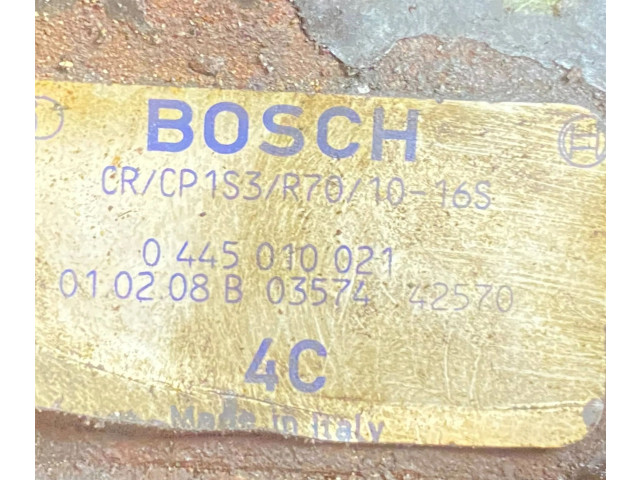 BOSCH
CR/CP1S3/R70/10-16S
0 445 010 021
01.02.08 B 03574 42570
4C
Made in Italy